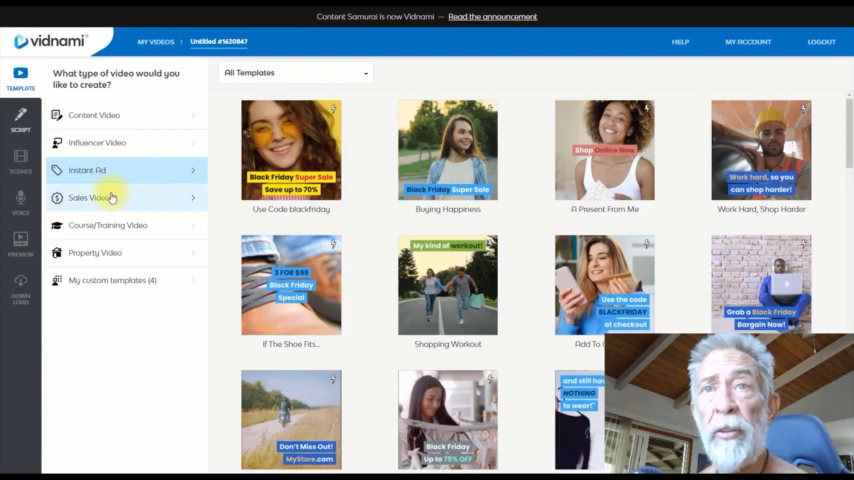 Content Samurai is now Vidnami — Read the announcement
vidnami
MY VIDEOS > Untitled #1620847
HELP
MY ACCOUNT
LOGOUT
TEMPLATE
SCRIPT
SCENES
VOICE
PREVIEW
DOWN
LOAD
What type of video would you
like to create?
Content Video
Influencer Video
Instant Ad
Sales Video
Course/Training Video
Property Video
My custom templates (4)
All Templates
Black Friday Super Sale
Save up to 70%
Use Code blackfriday
Black Friday Super Sale
Buying Happiness
Shop Online Now
A Present From Me
Work hard, so you
can shop harder!
Work Hard, Shop Harder
3 FOR $99
Black Friday
Special
If The Shoe Fits...
My kind of workout!
Shopping Workout
Use the code
BLACKFRIDAY
at checkout
Add To
Grab a Black Friday
Bargain Now!
Don't Miss Out!
MyStore.com
Black Friday
Up to 75% OFF
and still have
NOTHING
to wear!"